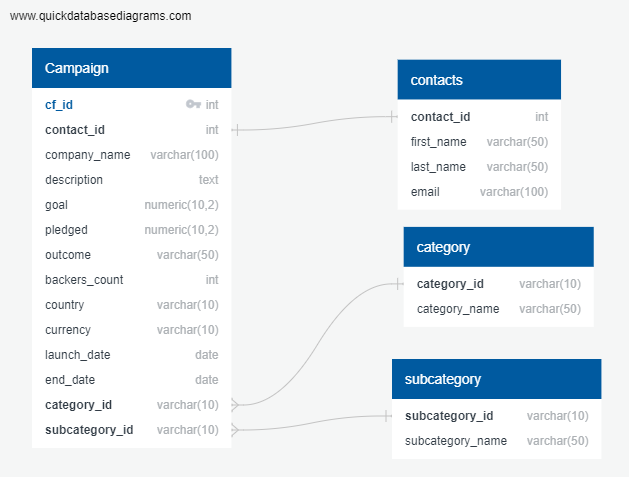 www.quickdatabasediagrams.com
Campaign
cf_id int
contact_id int
company_name varchar(100)
description text
goal numeric(10,2)
pledged numeric(10,2)
outcome varchar(50)
backers_count int
country varchar(10)
currency varchar(10)
launch_date date
end_date date
category_id varchar(10)
subcategory_id varchar(10)
contacts
contact_id int
first_name varchar(50)
last_name varchar(50)
email varchar(100)
category
category_id varchar(10)
category_name varchar(50)
subcategory
subcategory_id varchar(10)
subcategory_name varchar(50)